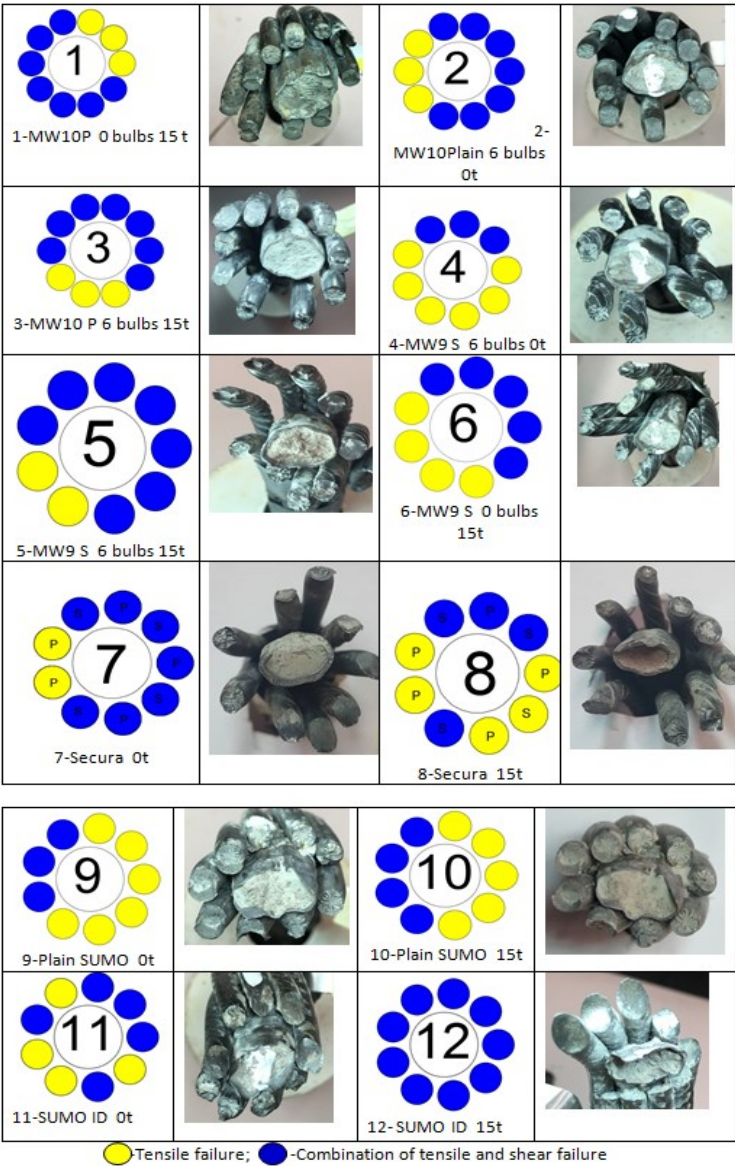 1
1-MW10P 0 bulbs 15 t
2
2-
MW10Plain 6 bulbs
0t
3
3-MW10 P 6 bulbs 15t
4
4-MW9 S 6 bulbs 0t
5
5-MW9 S 6 bulbs 15t
6
6-MW9 S 0 bulbs
15t
S P
S
P
7 P
P
S
S P
7-Secura 0t
S P
S
P
8 P
P
S
S P
8-Secura 15t
9
9-Plain SUMO 0t
10
10-Plain SUMO 15t
11
11-SUMO ID 0t
12
12- SUMO ID 15t
-Tensile failure; -Combination of tensile and shear failure